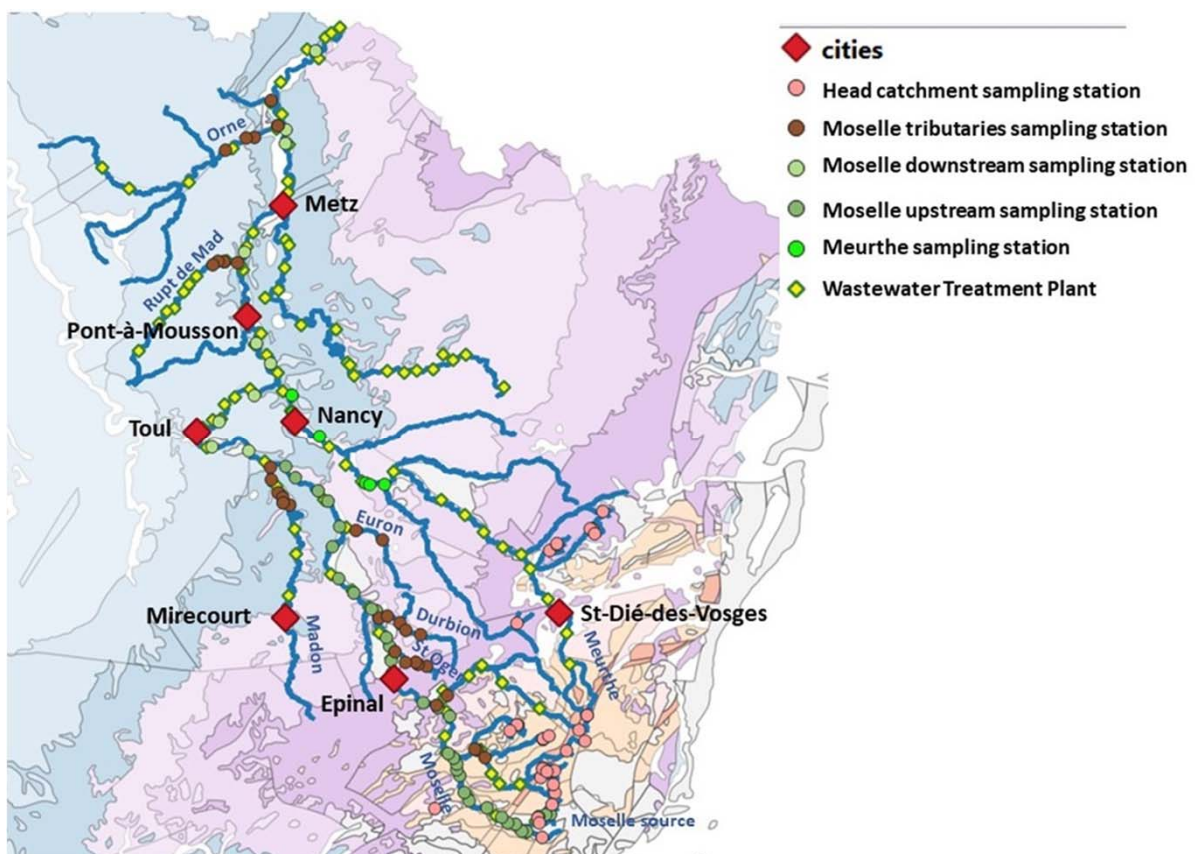 cities
Head catchment sampling station
Moselle tributaries sampling station
Moselle downstream sampling station
Moselle upstream sampling station
Meurthe sampling station
Wastewater Treatment Plant
Orne
Metz
Rupt de Mad
Pont-à-Mousson
Toul
Nancy
Euron
Mirecourt
Madon
Durbion
St Oger
St-Dié-des-Vosges
Meurthe
Epinal
Moselle
Moselle source